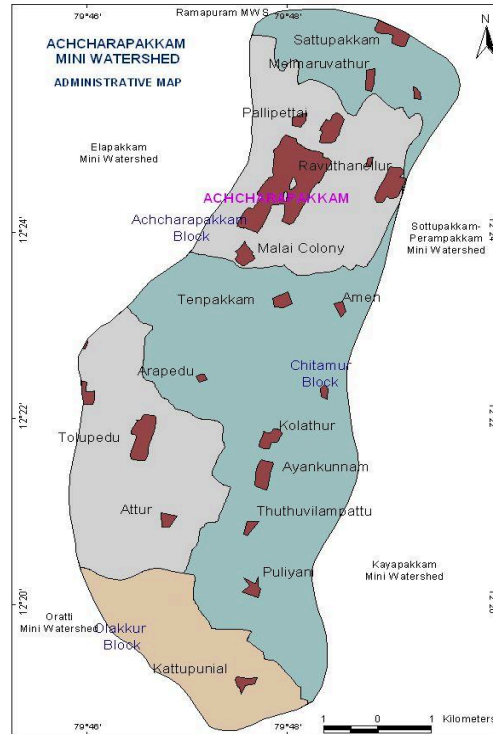 79°46'
79°48'
Ramapuram MWS
N
ACHCHARAPAKKAM
MINI WATERSHED
ADMINISTRATIVE MAP
Sattupakkam
Melmaruvathur
Pallipettai
Elapakkam
Mini Watershed
Ravuthanellur
ACHCHARAPAKKAM
Achcharapakkam
Block
12°24'
Sottupakkam-
Perampakkam
Mini Watershed
Malai Colony
Tenpakkam
Amen
Arapedu
Chitamur
Block
12°22'
Tolupedu
Kolathur
Ayankunnam
Attur
Thuthuvilampattu
Puliyani
Kayapakkam
Mini Watershed
12°20'
Oratti
Mini Watershed
Olakkur
Block
Kattupunial
1 0 1
Kilometers
79°46'
79°48'